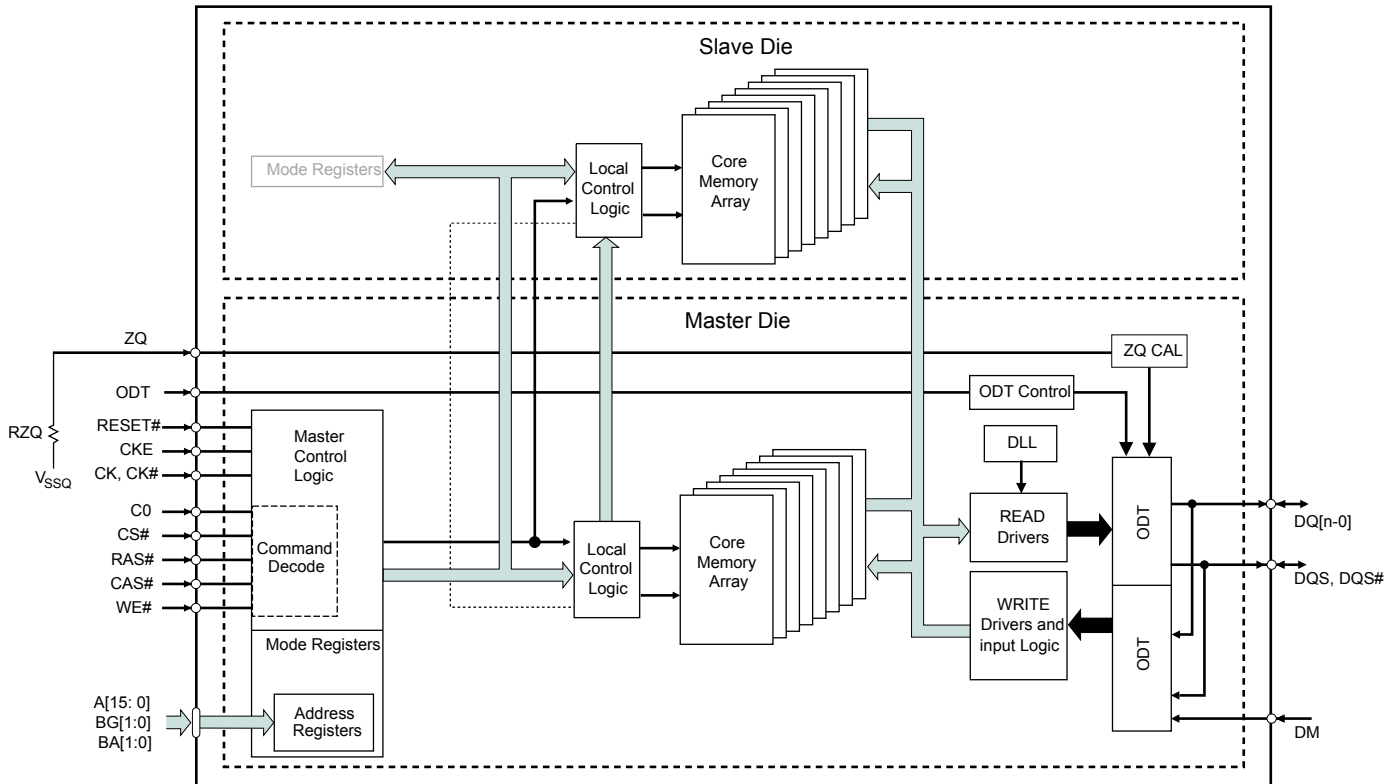 Slave Die
Mode Registers
Local
Control
Logic
Core
Memory
Array
Master Die
ZQ
ZQ CAL
ODT
ODT Control
RZQ
VSSQ
RESET#
CKE
CK, CK#
C0
CS#
RAS#
CAS#
WE#
Master
Control
Logic
Command
Decode
Mode Registers
A[15: 0]
BG[1:0]
BA[1:0]
Address
Registers
Local
Control
Logic
Core
Memory
Array
DLL
READ
Drivers
WRITE
Drivers and
input Logic
ODT
ODT
DQ[n-0]
DQS, DQS#
DM